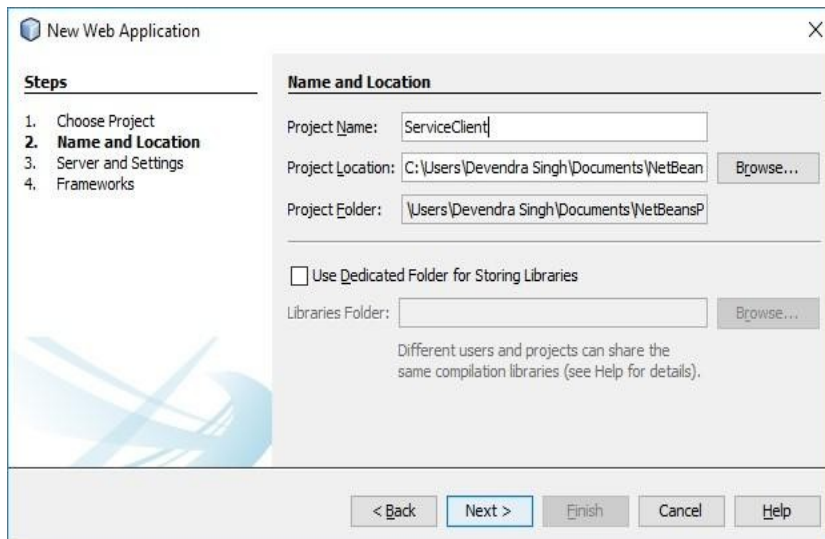 New Web Application
Steps
1. Choose Project
2. Name and Location
3. Server and Settings
4. Frameworks
Name and Location
Project Name: ServiceClient
Project Location: C:\Users\Devendra Singh\Documents\NetBean Browse...
Project Folder: \Users\Devendra Singh\Documents\NetBeansP
Use Dedicated Folder for Storing Libraries
Libraries Folder: Browse...
Different users and projects can share the
same compilation libraries (see Help for details).
< Back Next > Finish Cancel Help